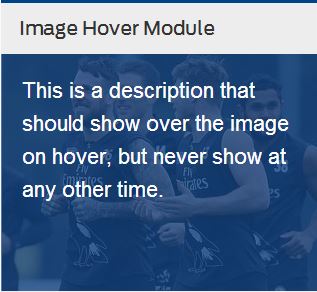 Image Hover Module
This is a description that
should show over the image
on hover, but never show at
any other time.
Emirates
Emirates